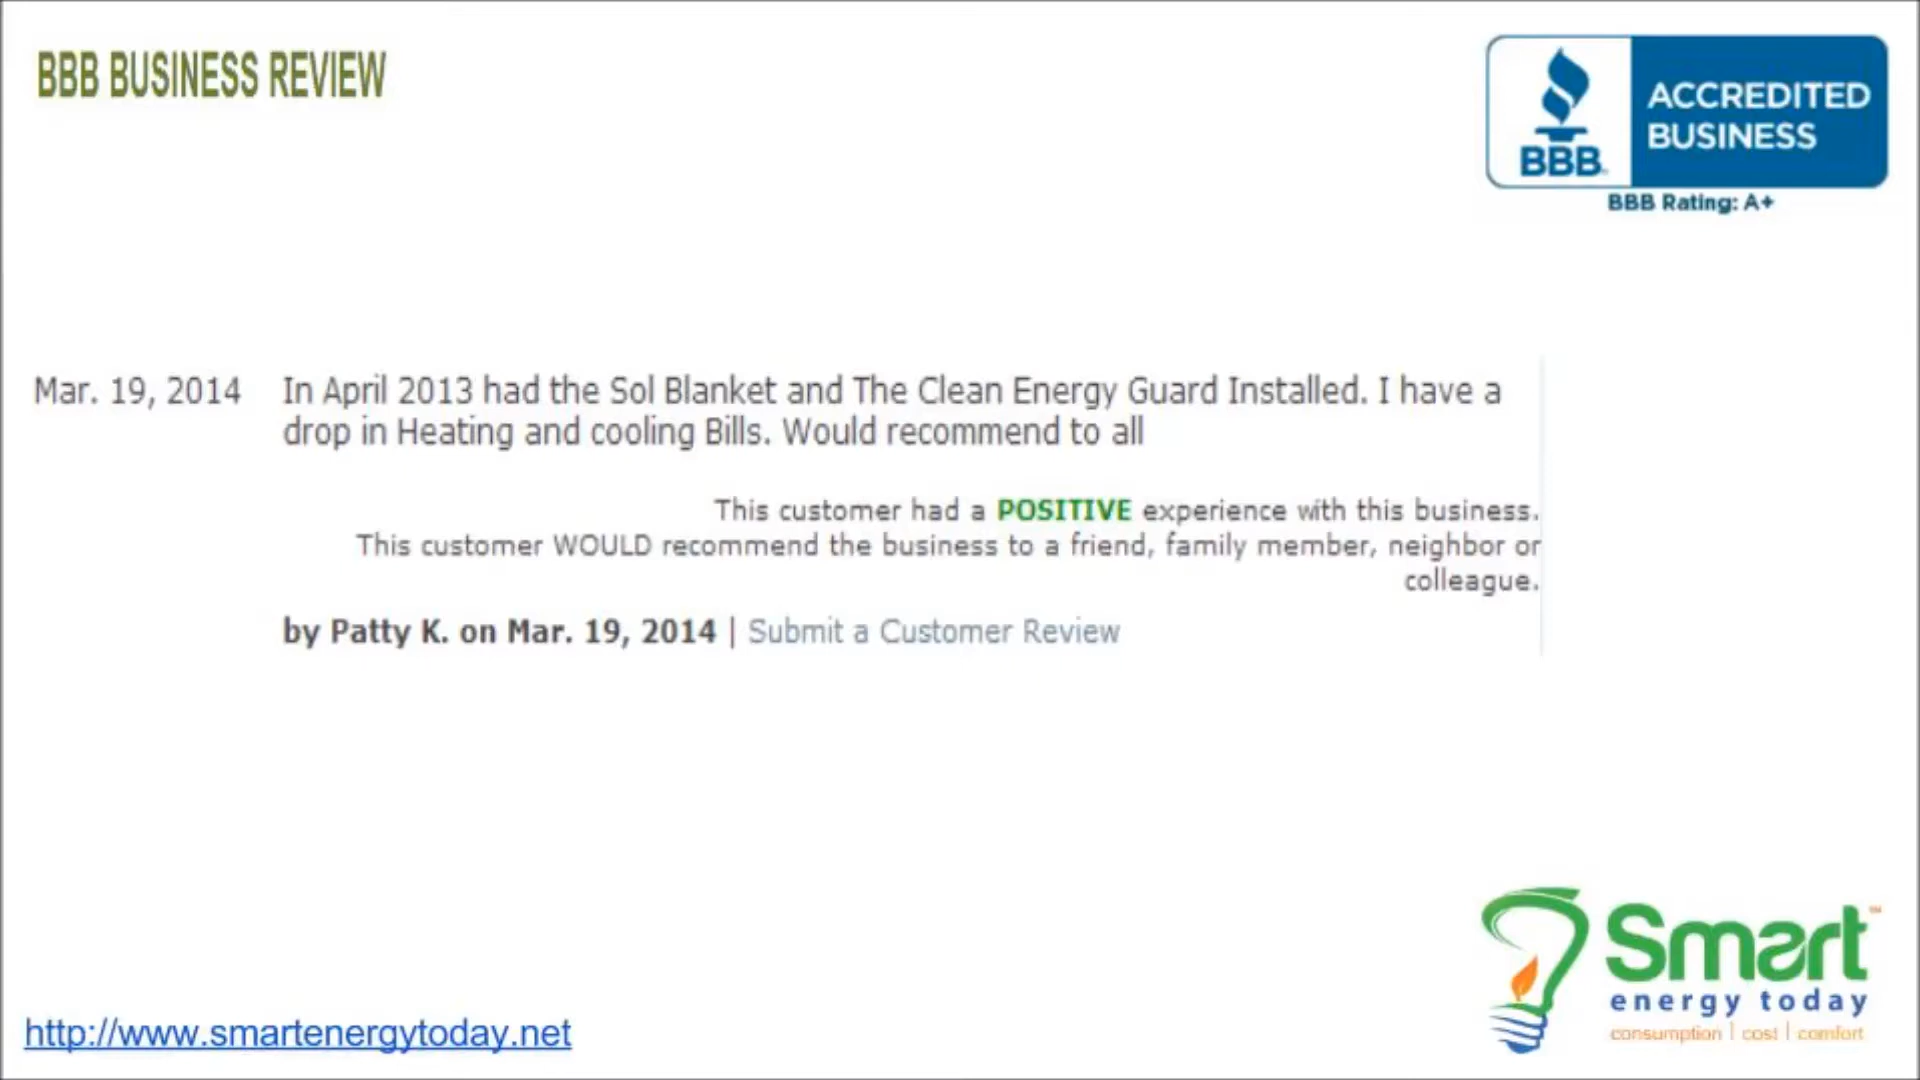 BBB BUSINESS REVIEW
BBB
ACCREDITED
BUSINESS
BBB Rating: A+
Mar. 19, 2014 In April 2013 had the Sol Blanket and The Clean Energy Guard Installed. I have a
drop in Heating and cooling Bills. Would recommend to all
This customer had a POSITIVE experience with this business.
This customer WOULD recommend the business to a friend, family member, neighbor or
colleague.
by Patty K. on Mar. 19, 2014 | Submit a Customer Review
Smart™
energy today
consumption | cost | comfort
http://www.smartenergytoday.net